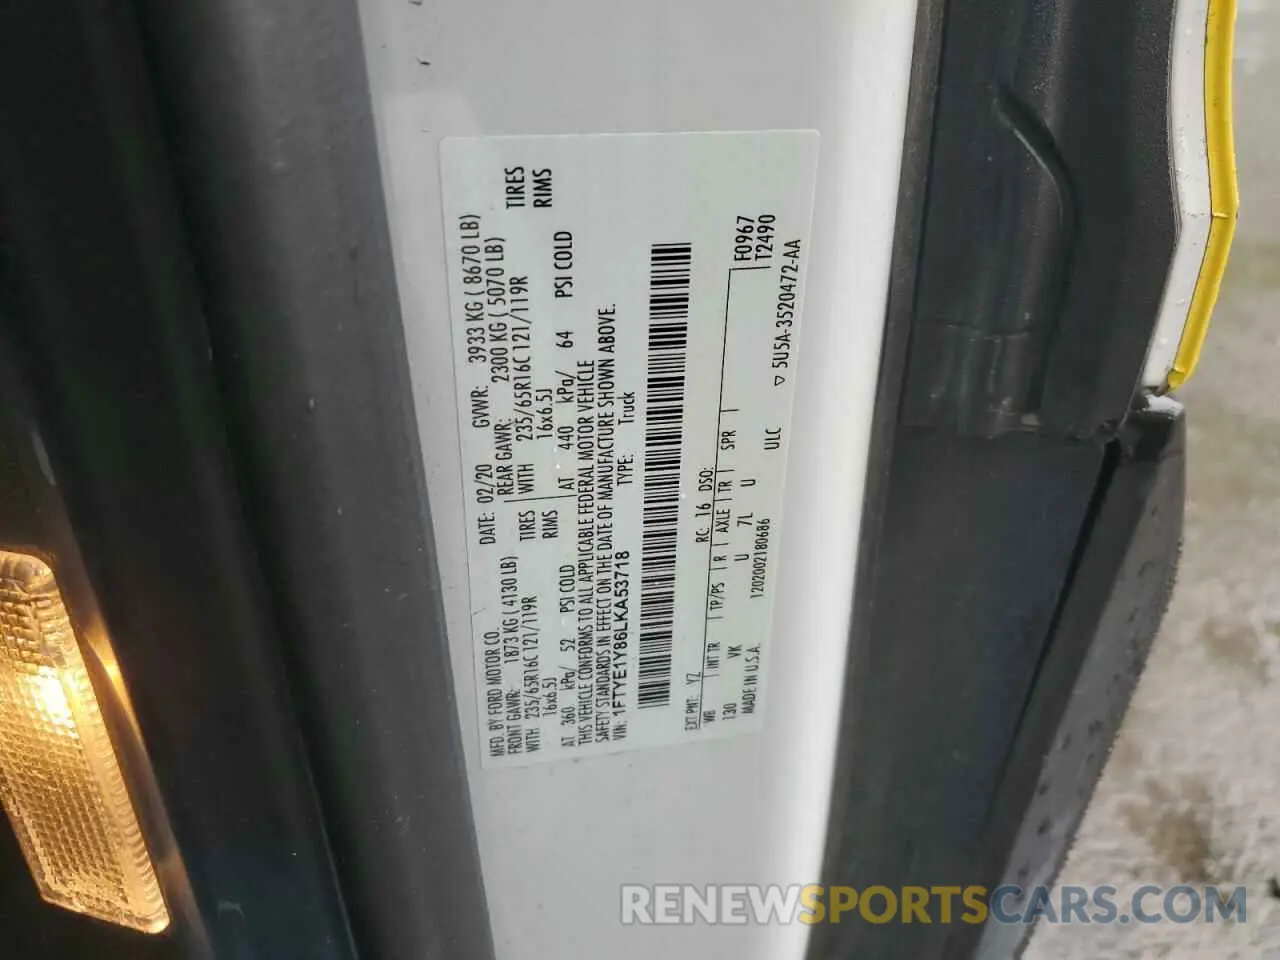 MFD. BY FORD MOTOR CO.
DATE: 02/20 GVWR: 3933 KG ( 8670 LB)
FRONT GAWR: 1873 KG ( 4130 LB)
REAR GAWR: 2300 KG ( 5070 LB)
WITH 235/65R16C 121/119R TIRES
WITH 235/65R16C 121/119R TIRES
16x6.5J RIMS
16x6.5J RIMS
AT 360 kPa/ 52 PSI COLD
AT 440 kPa/ 64 PSI COLD
THIS VEHICLE CONFORMS TO ALL APPLICABLE FEDERAL MOTOR VEHICLE
SAFETY STANDARDS IN EFFECT ON THE DATE OF MANUFACTURE SHOWN ABOVE.
VIN: 1FTYE1Y86LKA53718 TYPE: Truck
F0967
T2490
EXT PNT: YZ RC: 16 DSO:
WB INT TR TP/PS R AXLE TR SPR
130 VK U 7L U
MADE IN U.S.A. 1202002180686 ULC
▽ 5U5A-3520472-AA
RENEWSPORTSCARS.COM